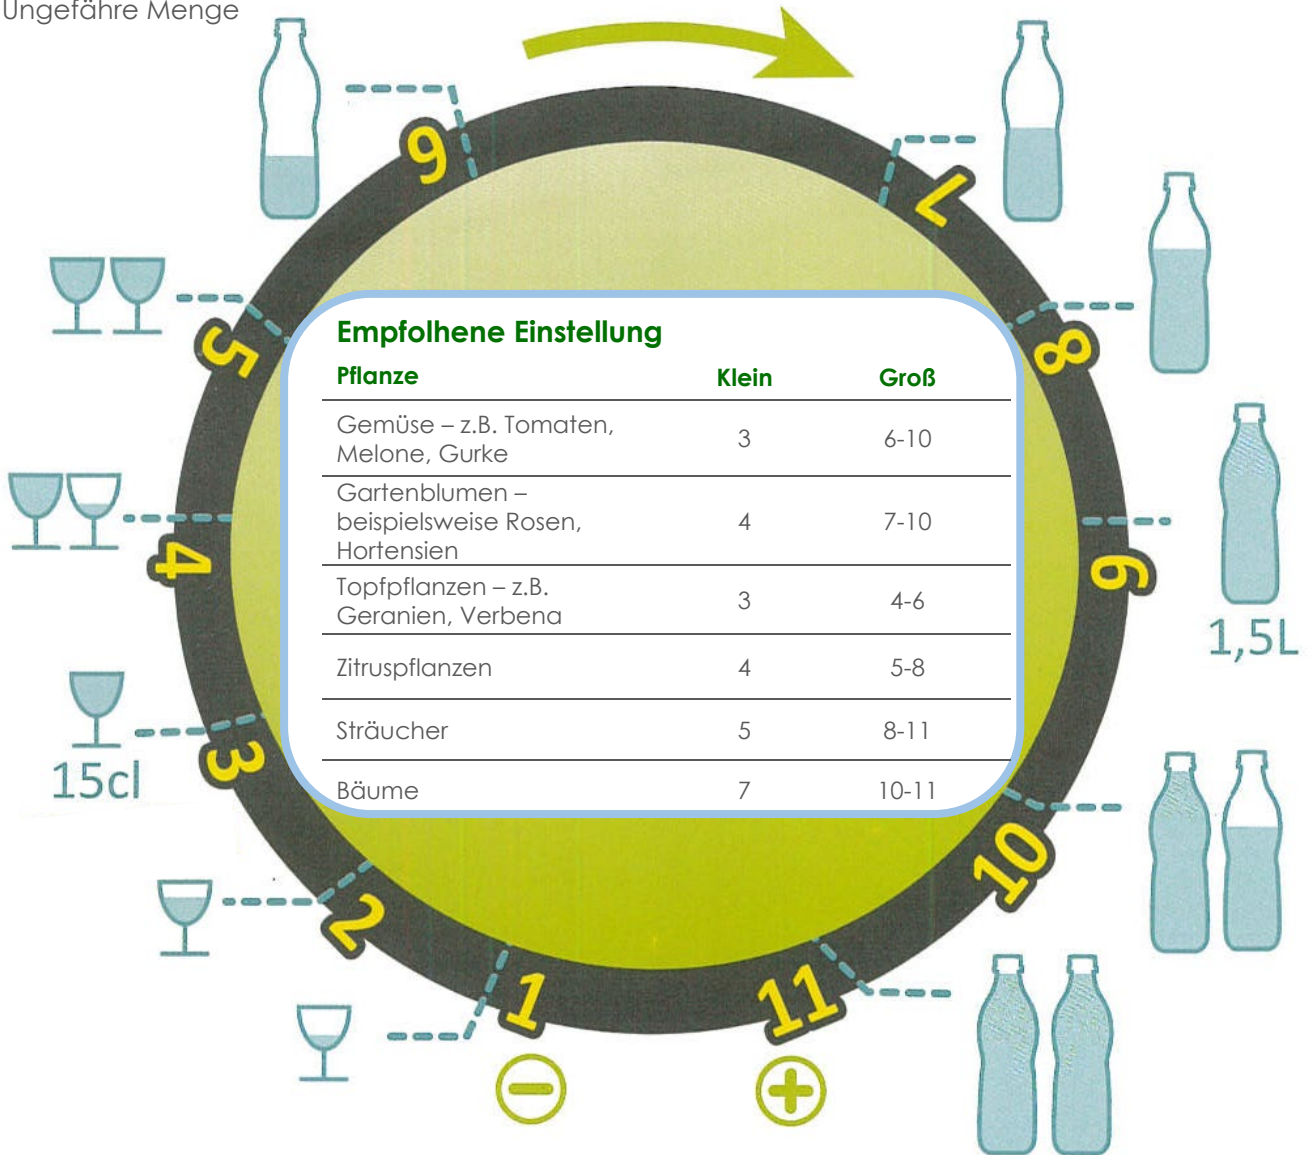 Ungefähre Menge
6
7
5
8
4
9
1,5L
3
15cl
2
10
1
11
Empfolhene Einstellung
Pflanze Klein Groß
Gemüse – z.B. Tomaten,
Melone, Gurke 3 6-10
Gartenblumen –
beispielsweise Rosen,
Hortensien 4 7-10
Topfpflanzen – z.B.
Geranien, Verbena 3 4-6
Zitruspflanzen 4 5-8
Sträucher 5 8-11
Bäume 7 10-11